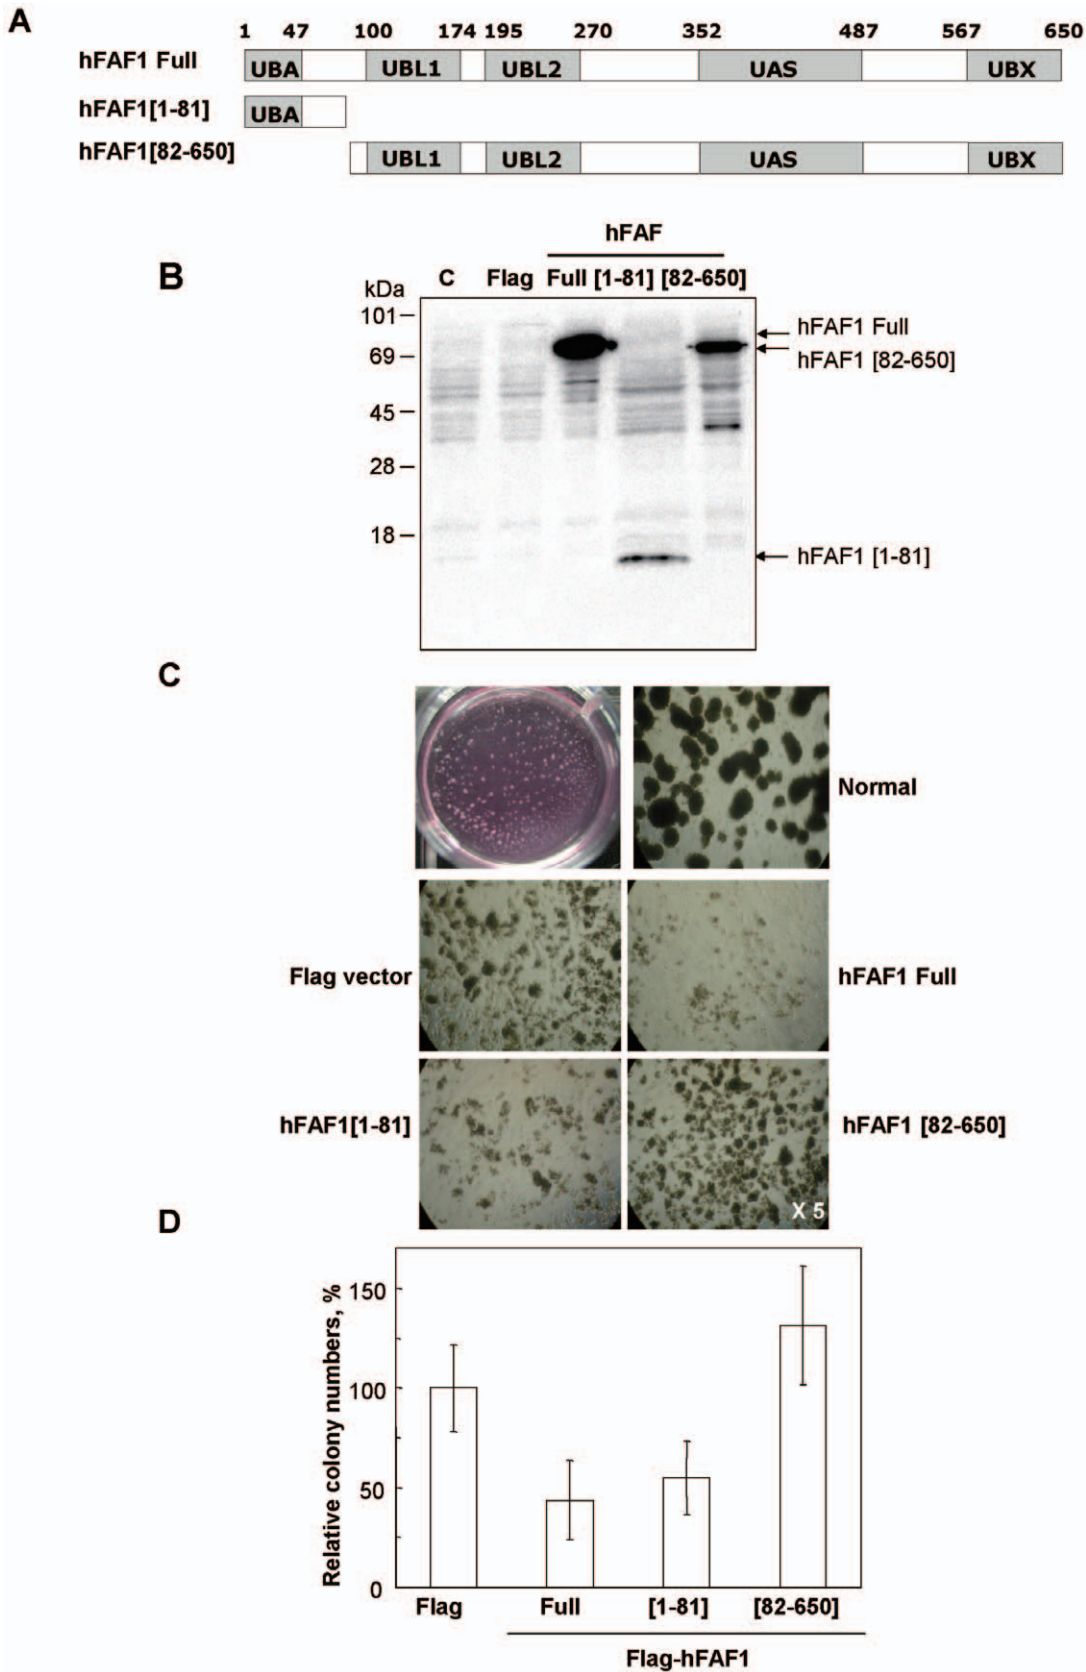 A
1 47 100 174 195 270 352 487 567 650
hFAF1 Full UBA UBL1 UBL2 UAS UBX
hFAF1[1-81] UBA
hFAF1[82-650] UBL1 UBL2 UAS UBX
hFAF
B
C Flag Full [1-81] [82-650]
kDa
101
hFAF1 Full
69
hFAF1 [82-650]
45
28
18
hFAF1 [1-81]
C
Normal
Flag vector
hFAF1 Full
hFAF1[1-81]
hFAF1 [82-650]
X 5
D
Relative colony numbers, %
150
100
50
0
Flag Full [1-81] [82-650]
Flag-hFAF1